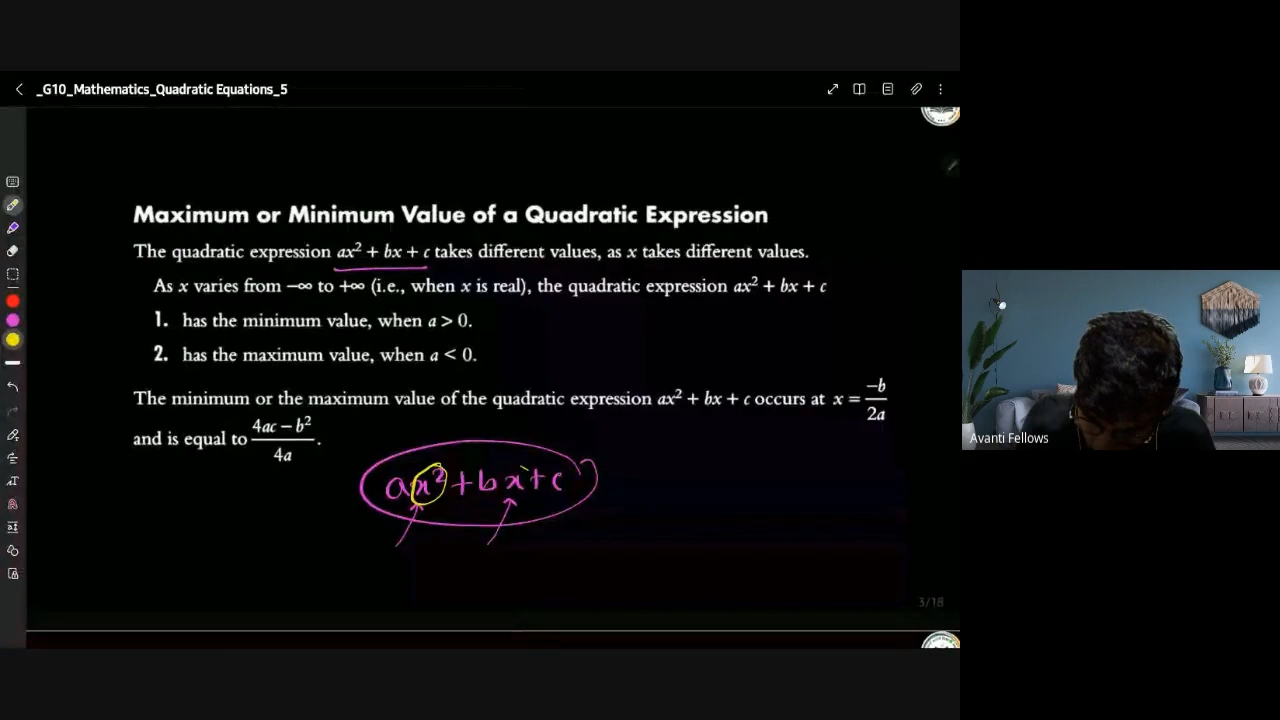 _G10_Mathematics_Quadratic Equations_5
Maximum or Minimum Value of a Quadratic Expression
The quadratic expression ax² + bx + c takes different values, as x takes different values.
As x varies from −∞ to +∞ (i.e., when x is real), the quadratic expression ax² + bx + c
1. has the minimum value, when a > 0.
2. has the maximum value, when a < 0.
The minimum or the maximum value of the quadratic expression ax² + bx + c occurs at x = −b/2a
and is equal to 4ac − b²/4a.
ax² + bx + c
3/18
Avanti Fellows